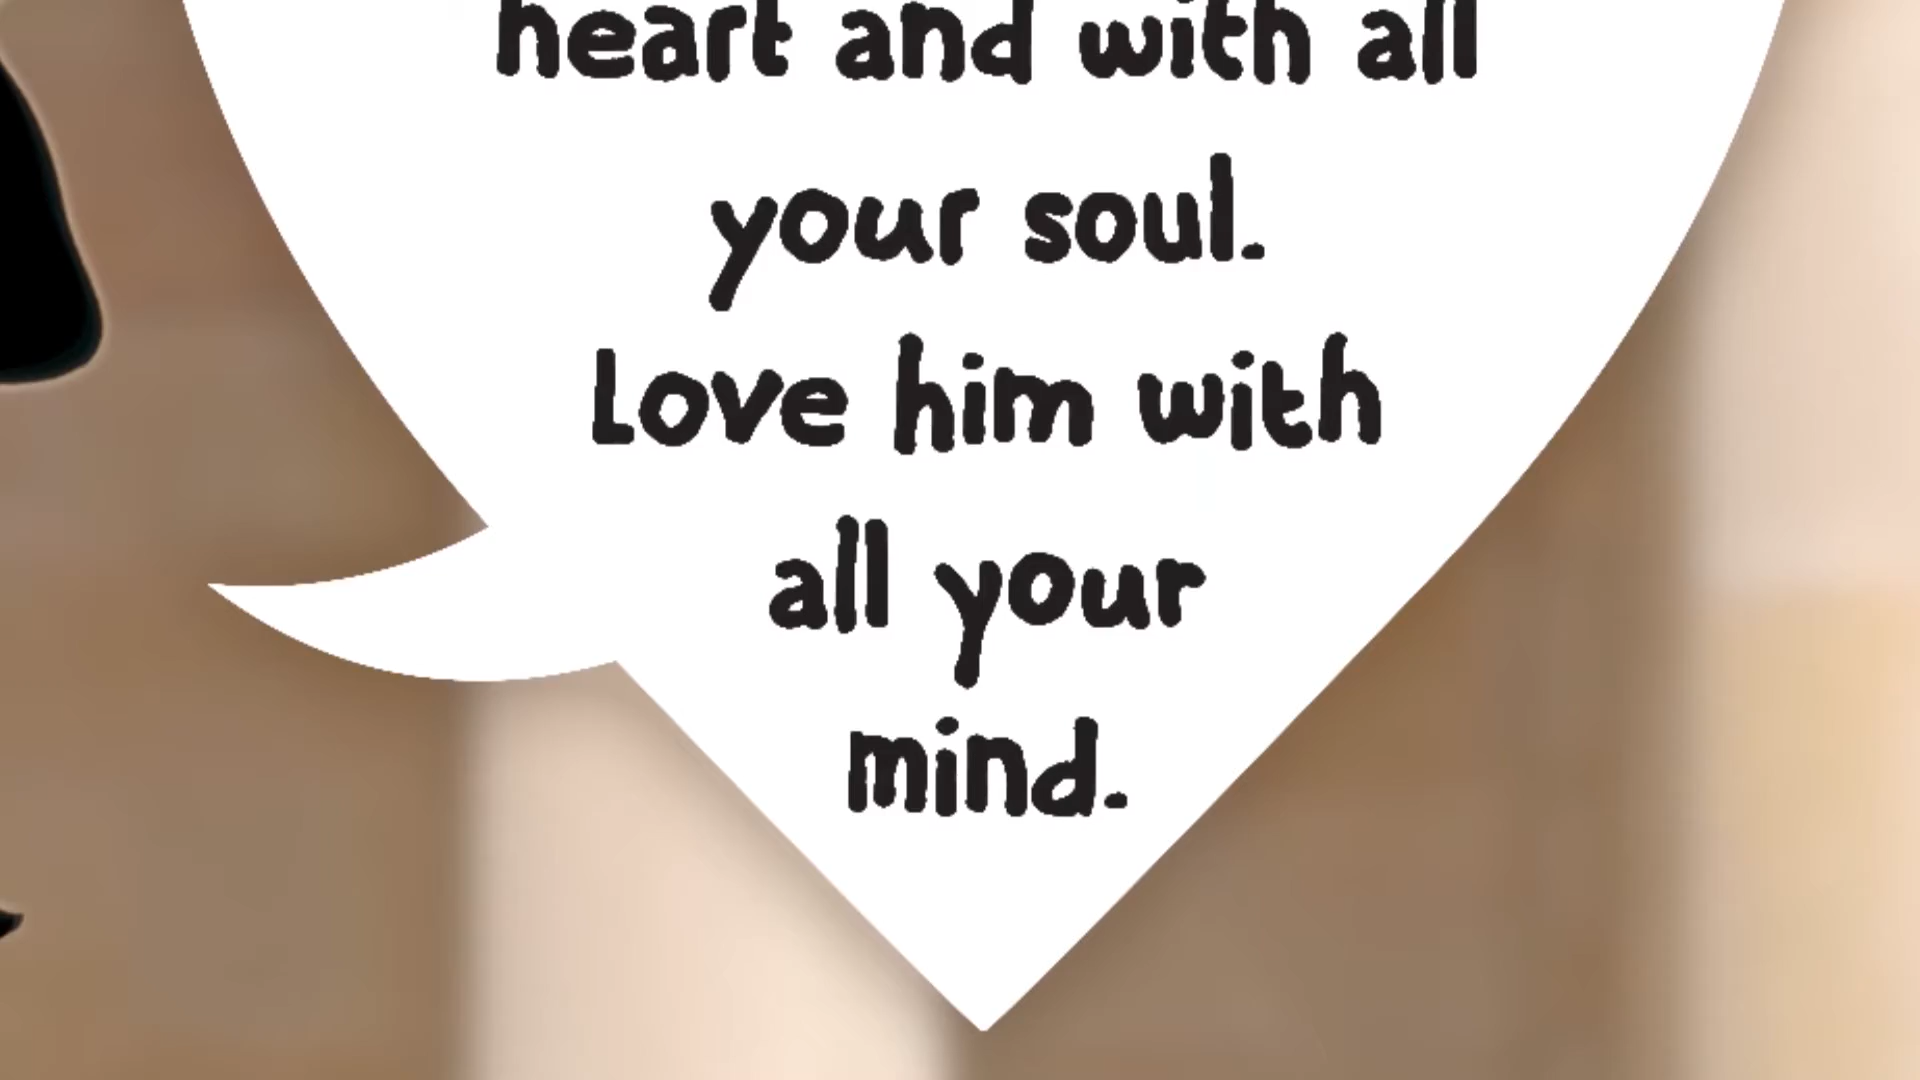 heart and with all
your soul.
Love him with
all your
mind.